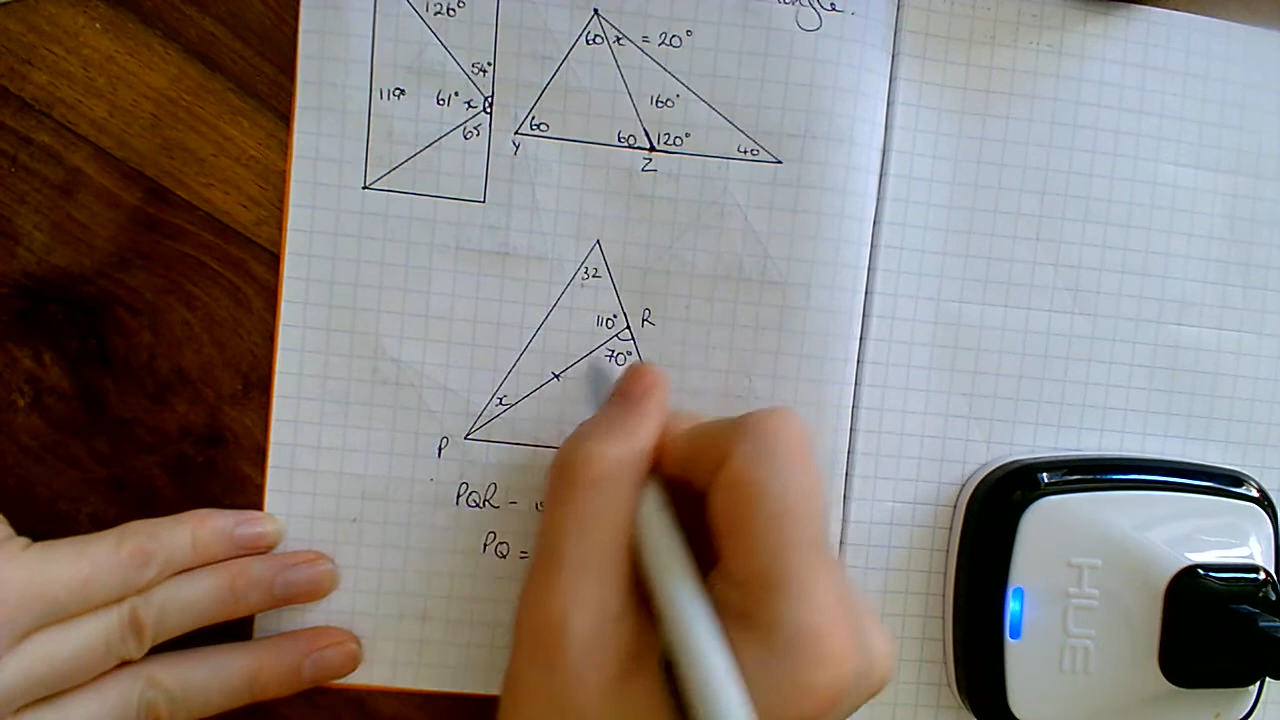 126°
54°
119°
61° x
65
60 x = 20°
160°
60
60 120°
40
Y
Z
32
110° R
70°
x
P
PQR -
PQ =
HUE